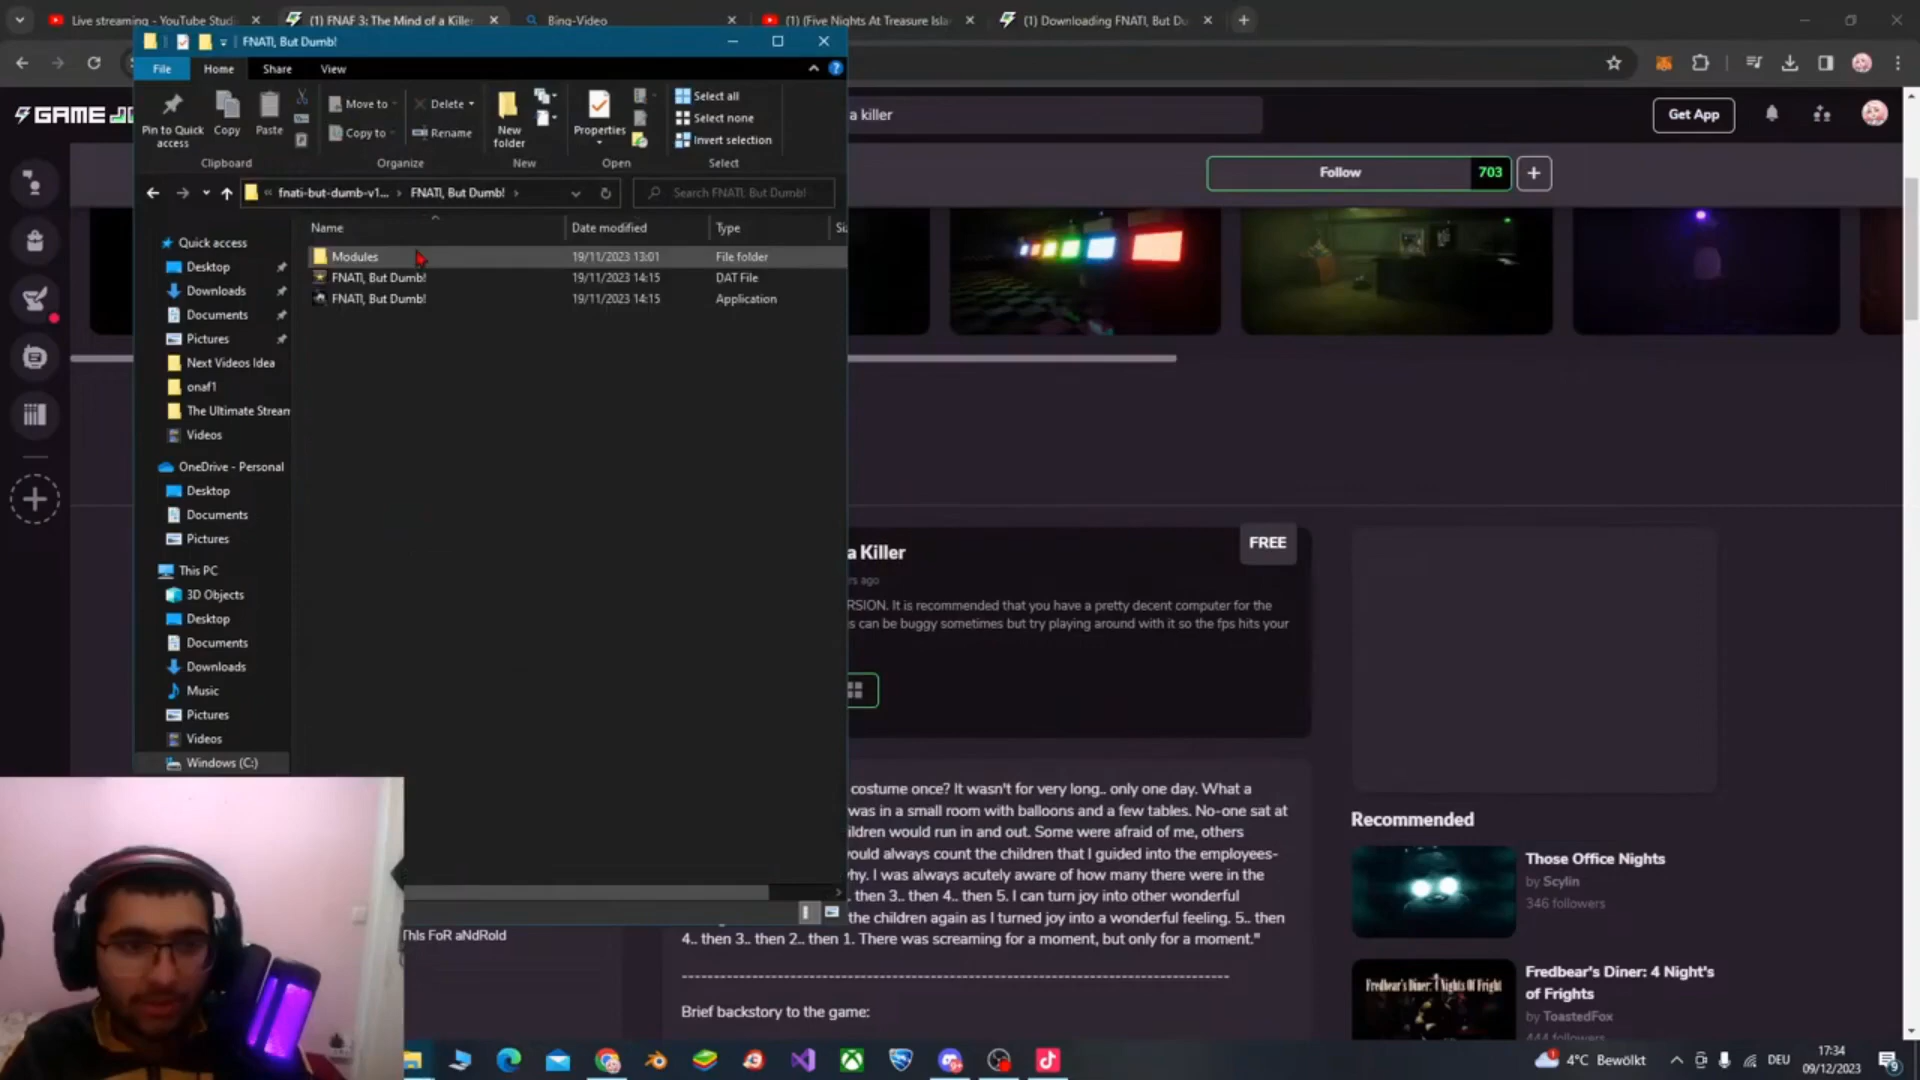 Live streaming - YouTube Studi
(1) FNAF 3: The Mind of a Killer
Bing-Video
(1) (Five Nights At Treasure Isla
(1) Downloading FNATI, But Du
FNATI, But Dumb!
File
Home
Share
View
Pin to Quick access
Copy
Paste
Move to
Copy to
Delete
Rename
New folder
Properties
Select all
Select none
Invert selection
Clipboard
Organize
New
Open
Select
fnati-but-dumb-v1...
FNATI, But Dumb!
Search FNATI, But Dumb!
Name
Date modified
Type
Modules
19/11/2023 13:01
File folder
FNATI, But Dumb!
19/11/2023 14:15
DAT File
FNATI, But Dumb!
19/11/2023 14:15
Application
Quick access
Desktop
Downloads
Documents
Pictures
Next Videos Idea
onaf1
The Ultimate Stream
Videos
OneDrive - Personal
Desktop
Documents
Pictures
This PC
3D Objects
Desktop
Documents
Downloads
Music
Pictures
Videos
Windows (C:)
GAME J
a killer
Get App
Follow
703
a Killer
FREE
rs ago
RSION. It is recommended that you have a pretty decent computer for the
s can be buggy sometimes but try playing around with it so the fps hits your
costume once? It wasn't for very long.. only one day. What a
was in a small room with balloons and a few tables. No-one sat at
ildren would run in and out. Some were afraid of me, others
ould always count the children that I guided into the employees-
hy. I was always acutely aware of how many there were in the
. then 3.. then 4.. then 5. I can turn joy into other wonderful
the children again as I turned joy into a wonderful feeling. 5.. then
4.. then 3.. then 2.. then 1. There was screaming for a moment, but only for a moment."
Brief backstory to the game:
ThIs FoR aNdRoId
Recommended
Those Office Nights
by Scylin
346 followers
Fredbear's Diner: 4 Night's
of Frights
by ToastedFox
444 followers
Fredbear's Diner: 4 Nights Of Fright
4°C Bewölkt
DEU
17:34
09/12/2023